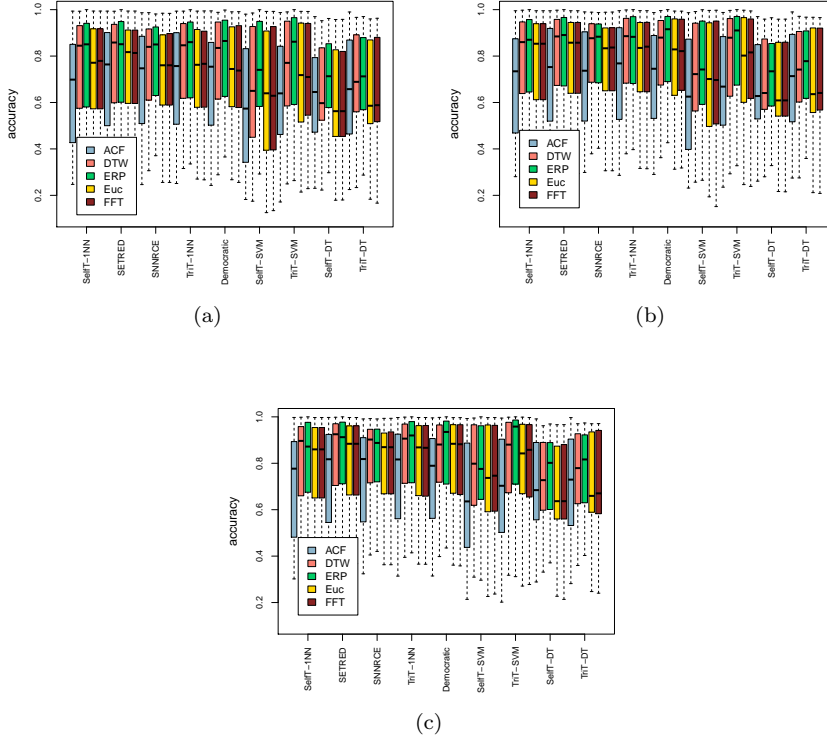 accuracy
1.0
0.8
0.6
0.4
0.2
ACF
DTW
ERP
Euc
FFT
SelfT−1NN
SETRED
SNNRCE
TriT−1NN
Democratic
SelfT−SVM
TriT−SVM
SelfT−DT
TriT−DT
(a)
accuracy
1.0
0.8
0.6
0.4
0.2
ACF
DTW
ERP
Euc
FFT
SelfT−1NN
SETRED
SNNRCE
TriT−1NN
Democratic
SelfT−SVM
TriT−SVM
SelfT−DT
TriT−DT
(b)
accuracy
1.0
0.8
0.6
0.4
0.2
ACF
DTW
ERP
Euc
FFT
SelfT−1NN
SETRED
SNNRCE
TriT−1NN
Democratic
SelfT−SVM
TriT−SVM
SelfT−DT
TriT−DT
(c)